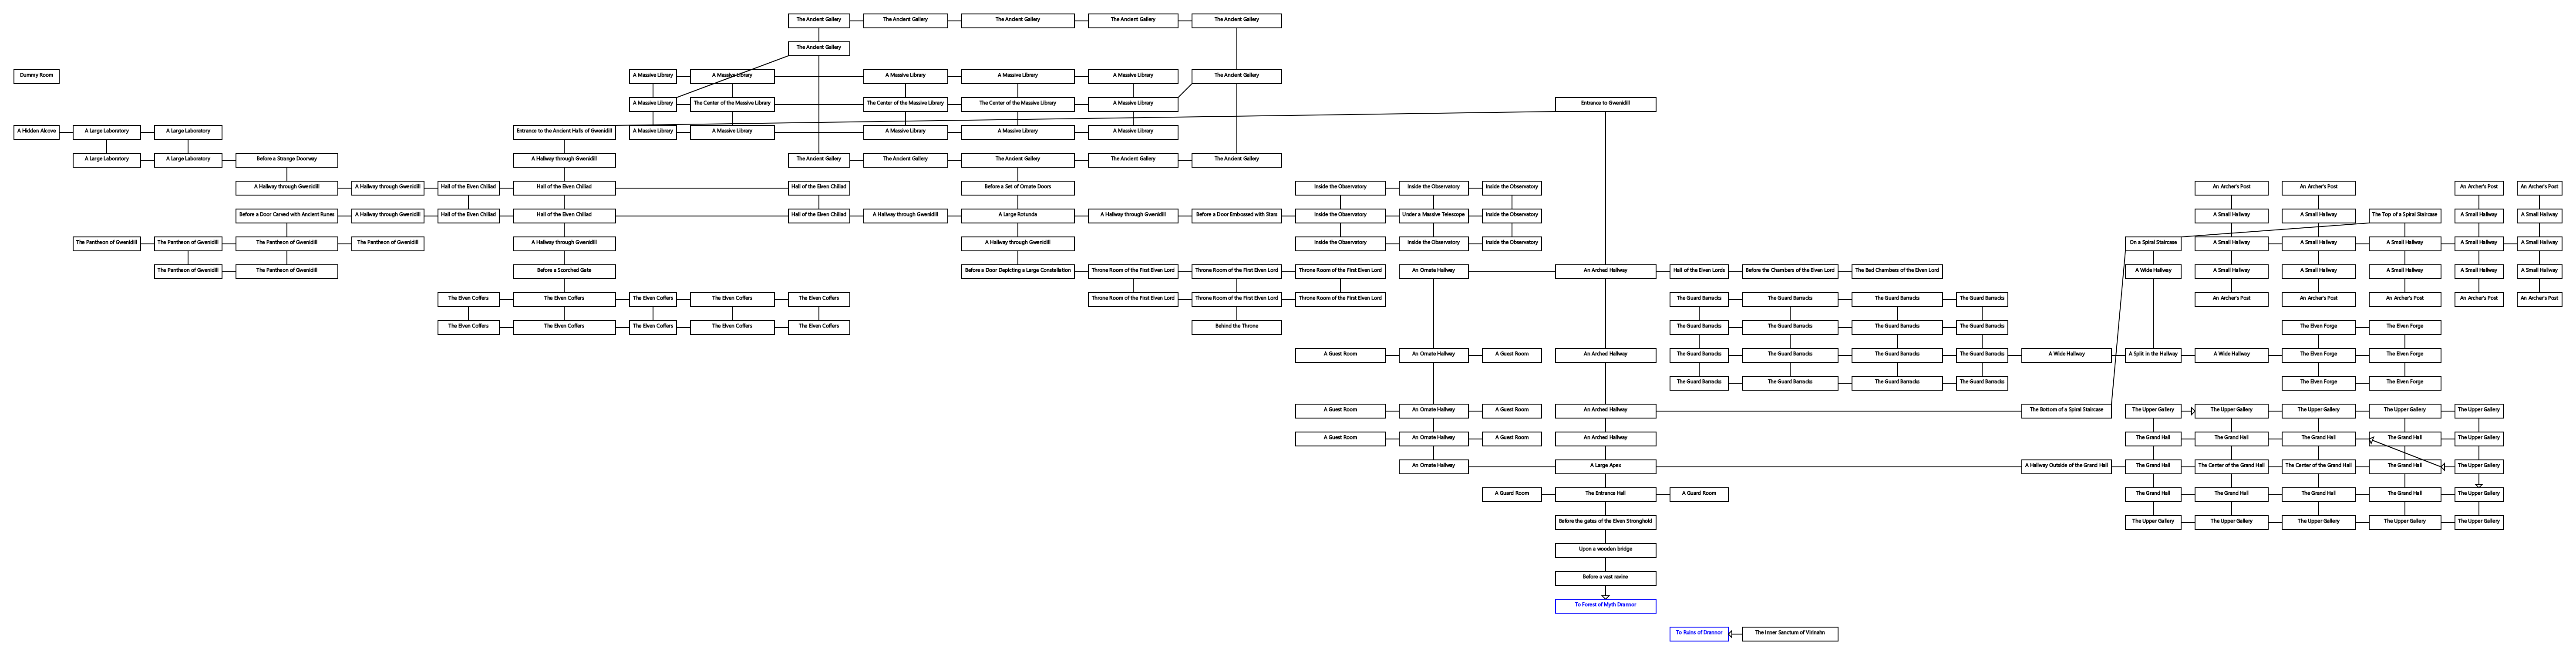 The Ancient Gallery The Ancient Gallery The Ancient Gallery The Ancient Gallery The Ancient Gallery
The Ancient Gallery
Dummy Room A Massive Library A Massive Library A Massive Library A Massive Library A Massive Library The Ancient Gallery
A Massive Library The Center of the Massive Library The Center of the Massive Library The Center of the Massive Library A Massive Library Entrance to Gwenidill
A Hidden Alcove A Large Laboratory A Large Laboratory Entrance to the Ancient Halls of Gwenidill A Massive Library A Massive Library A Massive Library A Massive Library A Massive Library
A Large Laboratory A Large Laboratory Before a Strange Doorway A Hallway through Gwenidill The Ancient Gallery The Ancient Gallery The Ancient Gallery The Ancient Gallery The Ancient Gallery
A Hallway through Gwenidill A Hallway through Gwenidill Hall of the Elven Chiliad Hall of the Elven Chiliad Hall of the Elven Chiliad Before a Set of Ornate Doors Inside the Observatory Inside the Observatory Inside the Observatory An Archer's Post An Archer's Post An Archer's Post An Archer's Post
Before a Door Carved with Ancient Runes A Hallway through Gwenidill Hall of the Elven Chiliad Hall of the Elven Chiliad Hall of the Elven Chiliad A Hallway through Gwenidill A Large Rotunda A Hallway through Gwenidill Before a Door Embossed with Stars Inside the Observatory Under a Massive Telescope Inside the Observatory A Small Hallway A Small Hallway The Top of a Spiral Staircase A Small Hallway A Small Hallway
The Pantheon of Gwenidill The Pantheon of Gwenidill The Pantheon of Gwenidill The Pantheon of Gwenidill A Hallway through Gwenidill A Hallway through Gwenidill Inside the Observatory Inside the Observatory Inside the Observatory On a Spiral Staircase A Small Hallway A Small Hallway A Small Hallway A Small Hallway A Small Hallway
The Pantheon of Gwenidill The Pantheon of Gwenidill Before a Scorched Gate Before a Door Depicting a Large Constellation Throne Room of the First Elven Lord Throne Room of the First Elven Lord Throne Room of the First Elven Lord An Ornate Hallway An Arched Hallway Hall of the Elven Lords Before the Chambers of the Elven Lord The Bed Chambers of the Elven Lord A Wide Hallway A Small Hallway A Small Hallway A Small Hallway A Small Hallway A Small Hallway
The Elven Coffers The Elven Coffers The Elven Coffers The Elven Coffers The Elven Coffers Throne Room of the First Elven Lord Throne Room of the First Elven Lord Throne Room of the First Elven Lord The Guard Barracks The Guard Barracks The Guard Barracks The Guard Barracks An Archer's Post An Archer's Post An Archer's Post An Archer's Post An Archer's Post
The Elven Coffers The Elven Coffers The Elven Coffers The Elven Coffers The Elven Coffers Behind the Throne The Guard Barracks The Guard Barracks The Guard Barracks The Guard Barracks The Elven Forge The Elven Forge
A Guest Room An Ornate Hallway A Guest Room An Arched Hallway The Guard Barracks The Guard Barracks The Guard Barracks The Guard Barracks A Wide Hallway A Split in the Hallway A Wide Hallway The Elven Forge The Elven Forge
The Guard Barracks The Guard Barracks The Guard Barracks The Guard Barracks The Elven Forge The Elven Forge
A Guest Room An Ornate Hallway A Guest Room An Arched Hallway The Bottom of a Spiral Staircase The Upper Gallery The Upper Gallery The Upper Gallery The Upper Gallery The Upper Gallery
A Guest Room An Ornate Hallway A Guest Room An Arched Hallway The Grand Hall The Grand Hall The Grand Hall The Grand Hall The Upper Gallery
An Ornate Hallway A Large Apex A Hallway Outside of the Grand Hall The Grand Hall The Center of the Grand Hall The Center of the Grand Hall The Grand Hall The Upper Gallery
A Guard Room The Entrance Hall A Guard Room The Grand Hall The Grand Hall The Grand Hall The Grand Hall The Upper Gallery
Before the gates of the Elven Stronghold The Upper Gallery The Upper Gallery The Upper Gallery The Upper Gallery The Upper Gallery
Upon a wooden bridge
Before a vast ravine
To Forest of Myth Drannor
To Ruins of Drannor The Inner Sanctum of Virinahn